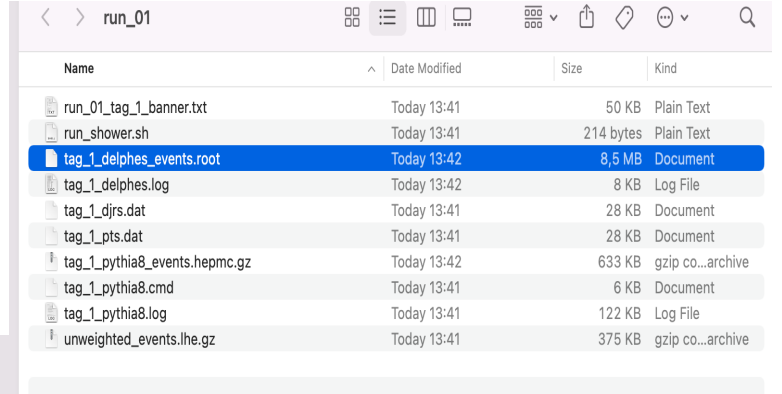 run_01
Name Date Modified Size Kind
run_01_tag_1_banner.txt Today 13:41 50 KB Plain Text
run_shower.sh Today 13:41 214 bytes Plain Text
tag_1_delphes_events.root Today 13:42 8,5 MB Document
tag_1_delphes.log Today 13:42 8 KB Log File
tag_1_djrs.dat Today 13:41 28 KB Document
tag_1_pts.dat Today 13:41 28 KB Document
tag_1_pythia8_events.hepmc.gz Today 13:42 633 KB gzip co...archive
tag_1_pythia8.cmd Today 13:41 6 KB Document
tag_1_pythia8.log Today 13:41 122 KB Log File
unweighted_events.lhe.gz Today 13:41 375 KB gzip co...archive